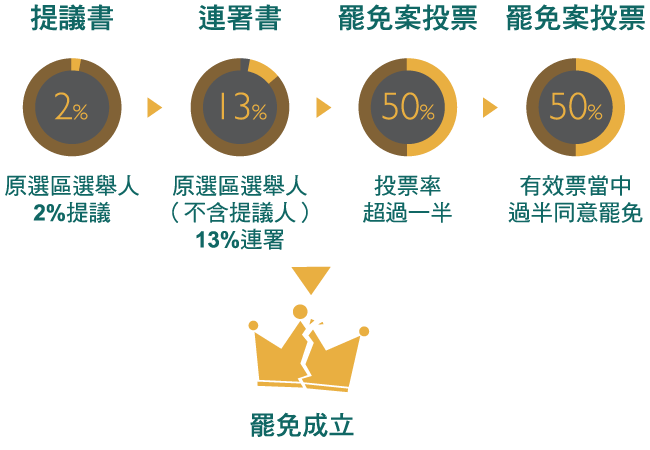 提議書
連署書
罷免案投票
罷免案投票
2%
13%
50%
50%
原選區選舉人
2%提議
原選區選舉人
（不含提議人）
13%連署
投票率
超過一半
有效票當中
過半同意罷免
罷免成立